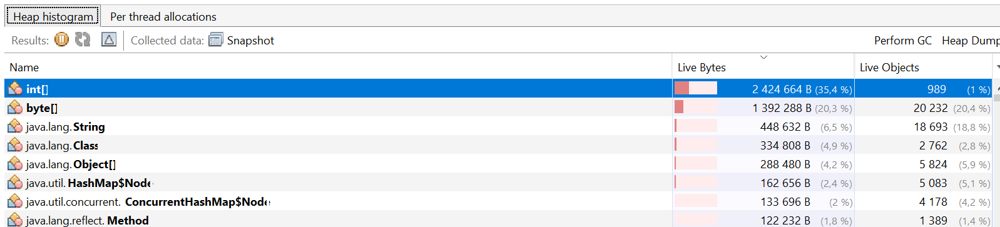 Heap histogram Per thread allocations
Results: Collected data: Snapshot Perform GC Heap Dump
Name Live Bytes Live Objects
int[] 2 424 664 B (35,4 %) 989 (1 %)
byte[] 1 392 288 B (20,3 %) 20 232 (20,4 %)
java.lang.String 448 632 B (6,5 %) 18 693 (18,8 %)
java.lang.Class 334 808 B (4,9 %) 2 762 (2,8 %)
java.lang.Object[] 288 480 B (4,2 %) 5 824 (5,9 %)
java.util.HashMap$Node 162 656 B (2,4 %) 5 083 (5,1 %)
java.util.concurrent.ConcurrentHashMap$Node 133 696 B (2 %) 4 178 (4,2 %)
java.lang.reflect.Method 122 232 B (1,8 %) 1 389 (1,4 %)